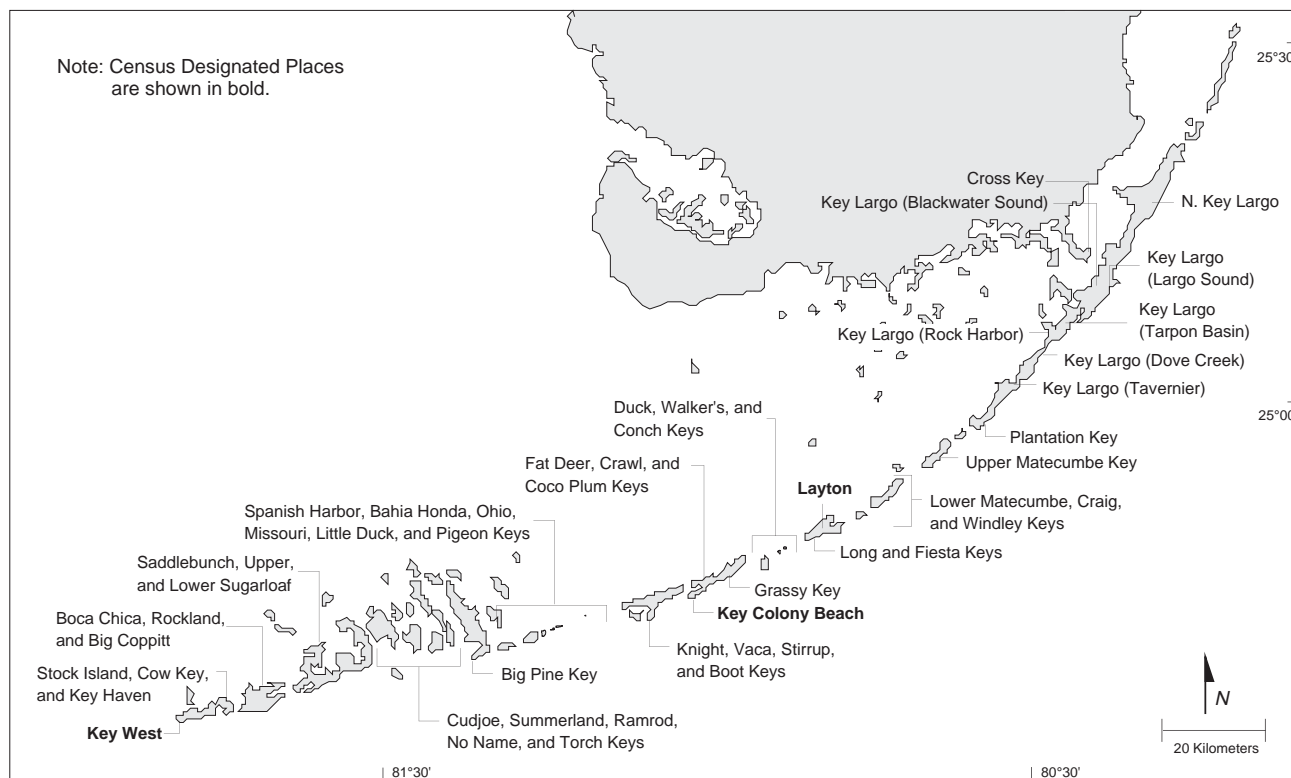 Note: Census Designated Places
are shown in bold.
25°30'
Cross Key
Key Largo (Blackwater Sound)
N. Key Largo
Key Largo
(Largo Sound)
Key Largo
(Tarpon Basin)
Key Largo (Rock Harbor)
Key Largo (Dove Creek)
Key Largo (Tavernier)
25°00'
Duck, Walker's, and
Conch Keys
Plantation Key
Upper Matecumbe Key
Fat Deer, Crawl, and
Coco Plum Keys
Layton
Lower Matecumbe, Craig,
and Windley Keys
Spanish Harbor, Bahia Honda, Ohio,
Missouri, Little Duck, and Pigeon Keys
Long and Fiesta Keys
Saddlebunch, Upper,
and Lower Sugarloaf
Grassy Key
Key Colony Beach
Boca Chica, Rockland,
and Big Coppitt
Knight, Vaca, Stirrup,
and Boot Keys
Stock Island, Cow Key,
and Key Haven
Big Pine Key
Key West
Cudjoe, Summerland, Ramrod,
No Name, and Torch Keys
N
20 Kilometers
81°30'
80°30'